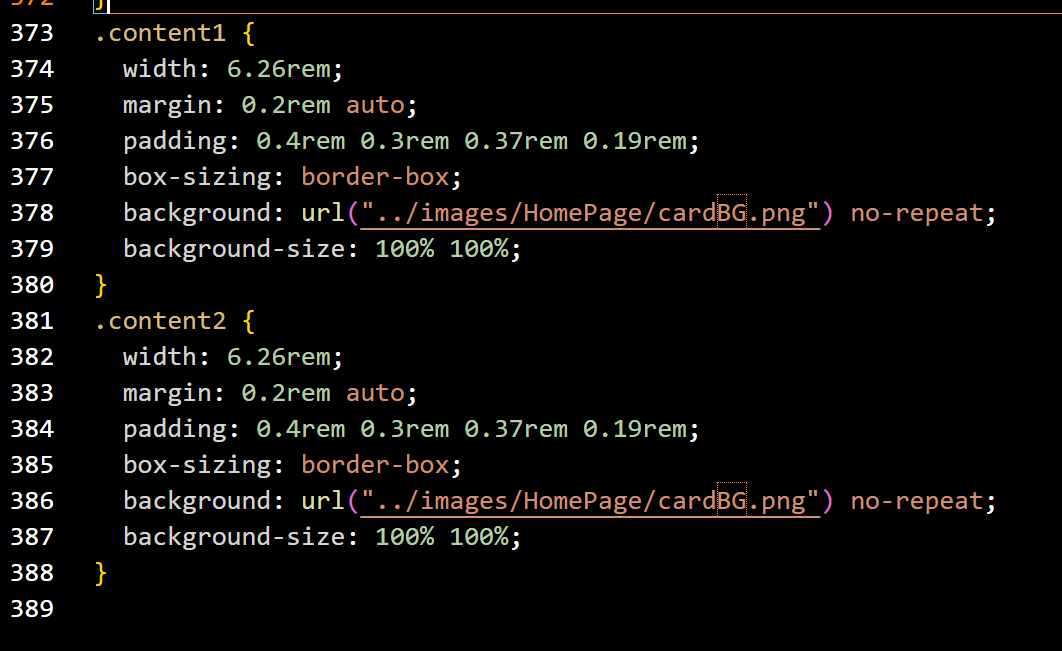 372 }
373 .content1 {
374   width: 6.26rem;
375   margin: 0.2rem auto;
376   padding: 0.4rem 0.3rem 0.37rem 0.19rem;
377   box-sizing: border-box;
378   background: url("../images/HomePage/cardBG.png") no-repeat;
379   background-size: 100% 100%;
380 }
381 .content2 {
382   width: 6.26rem;
383   margin: 0.2rem auto;
384   padding: 0.4rem 0.3rem 0.37rem 0.19rem;
385   box-sizing: border-box;
386   background: url("../images/HomePage/cardBG.png") no-repeat;
387   background-size: 100% 100%;
388 }
389